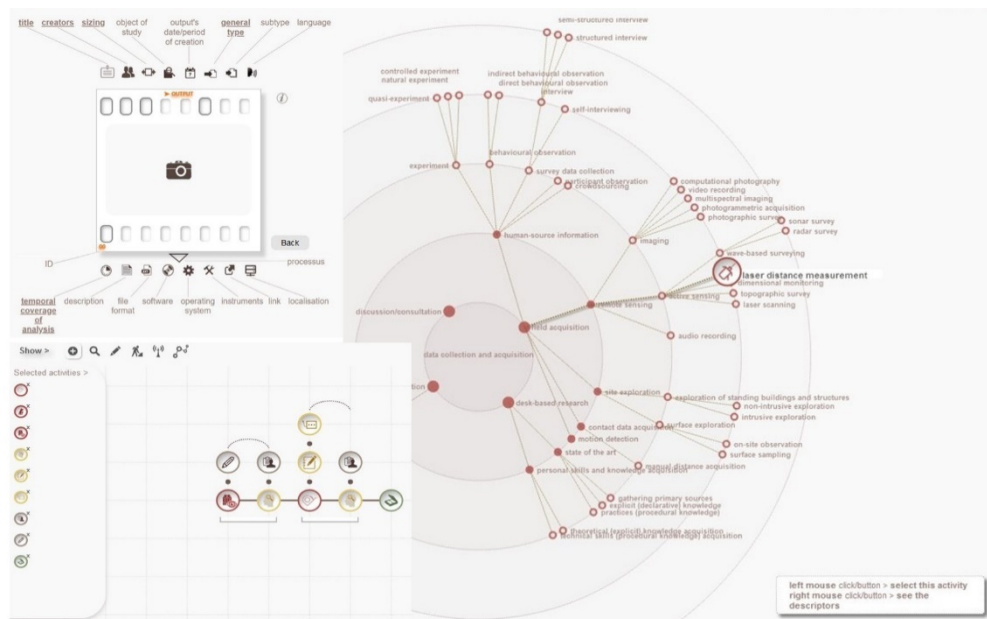 title
creators
sizing
object of
study
output's
date/period
of creation
general
type
subtype
language
OUTPUT
Back
ID
processus
temporal
coverage
of
analysis
description
file
format
software
operating
system
instruments
link
localisation
Show >
Selected activities >
semi-structured interview
structured interview
controlled experiment
natural experiment
quasi-experiment
indirect behavioural observation
direct behavioural observation
interview
self-interviewing
experiment
behavioural observation
survey data collection
participant observation
crowdsourcing
human-source information
computational photography
video recording
multispectral imaging
photogrammetric acquisition
photographic survey
imaging
sonar survey
radar survey
wave-based surveying
laser distance measurement
dimensional monitoring
topographic survey
laser scanning
active sensing
remote sensing
audio recording
discussion/consultation
field acquisition
data collection and acquisition
tion
desk-based research
site exploration
exploration of standing buildings and structures
non-intrusive exploration
intrusive exploration
contact data acquisition
surface exploration
motion detection
on-site observation
surface sampling
state of the art
manual distance acquisition
personal skills and knowledge acquisition
gathering primary sources
explicit (declarative) knowledge
practices (procedural knowledge)
theoretical (explicit) knowledge acquisition
technical skills (procedural knowledge) acquisition
left mouse click/button > select this activity
right mouse click/button > see the
descriptors